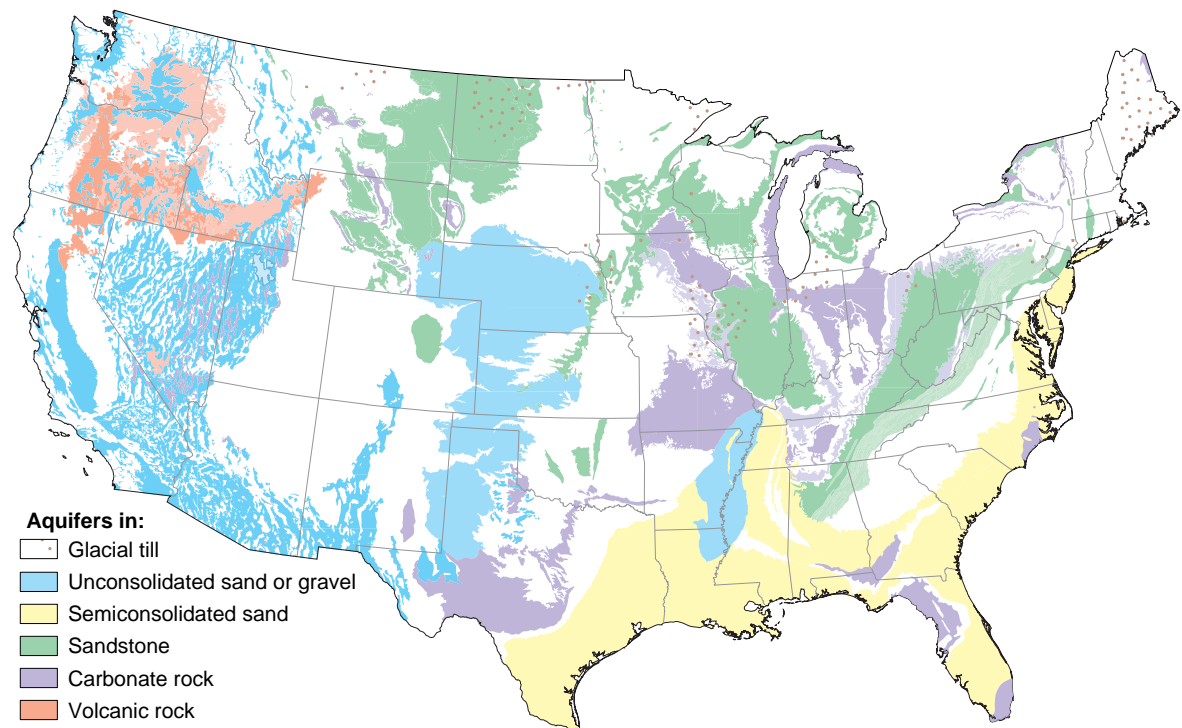 Aquifers in:
Glacial till
Unconsolidated sand or gravel
Semiconsolidated sand
Sandstone
Carbonate rock
Volcanic rock